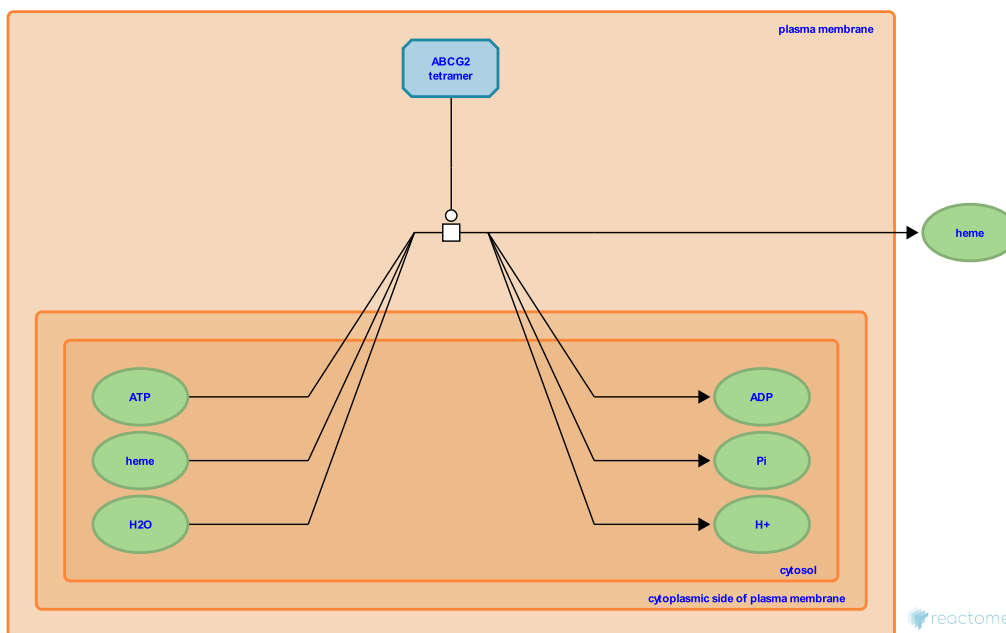 plasma membrane
ABCG2
tetramer
heme
ATP
ADP
heme
Pi
H2O
H+
cytosol
cytoplasmic side of plasma membrane
reactome